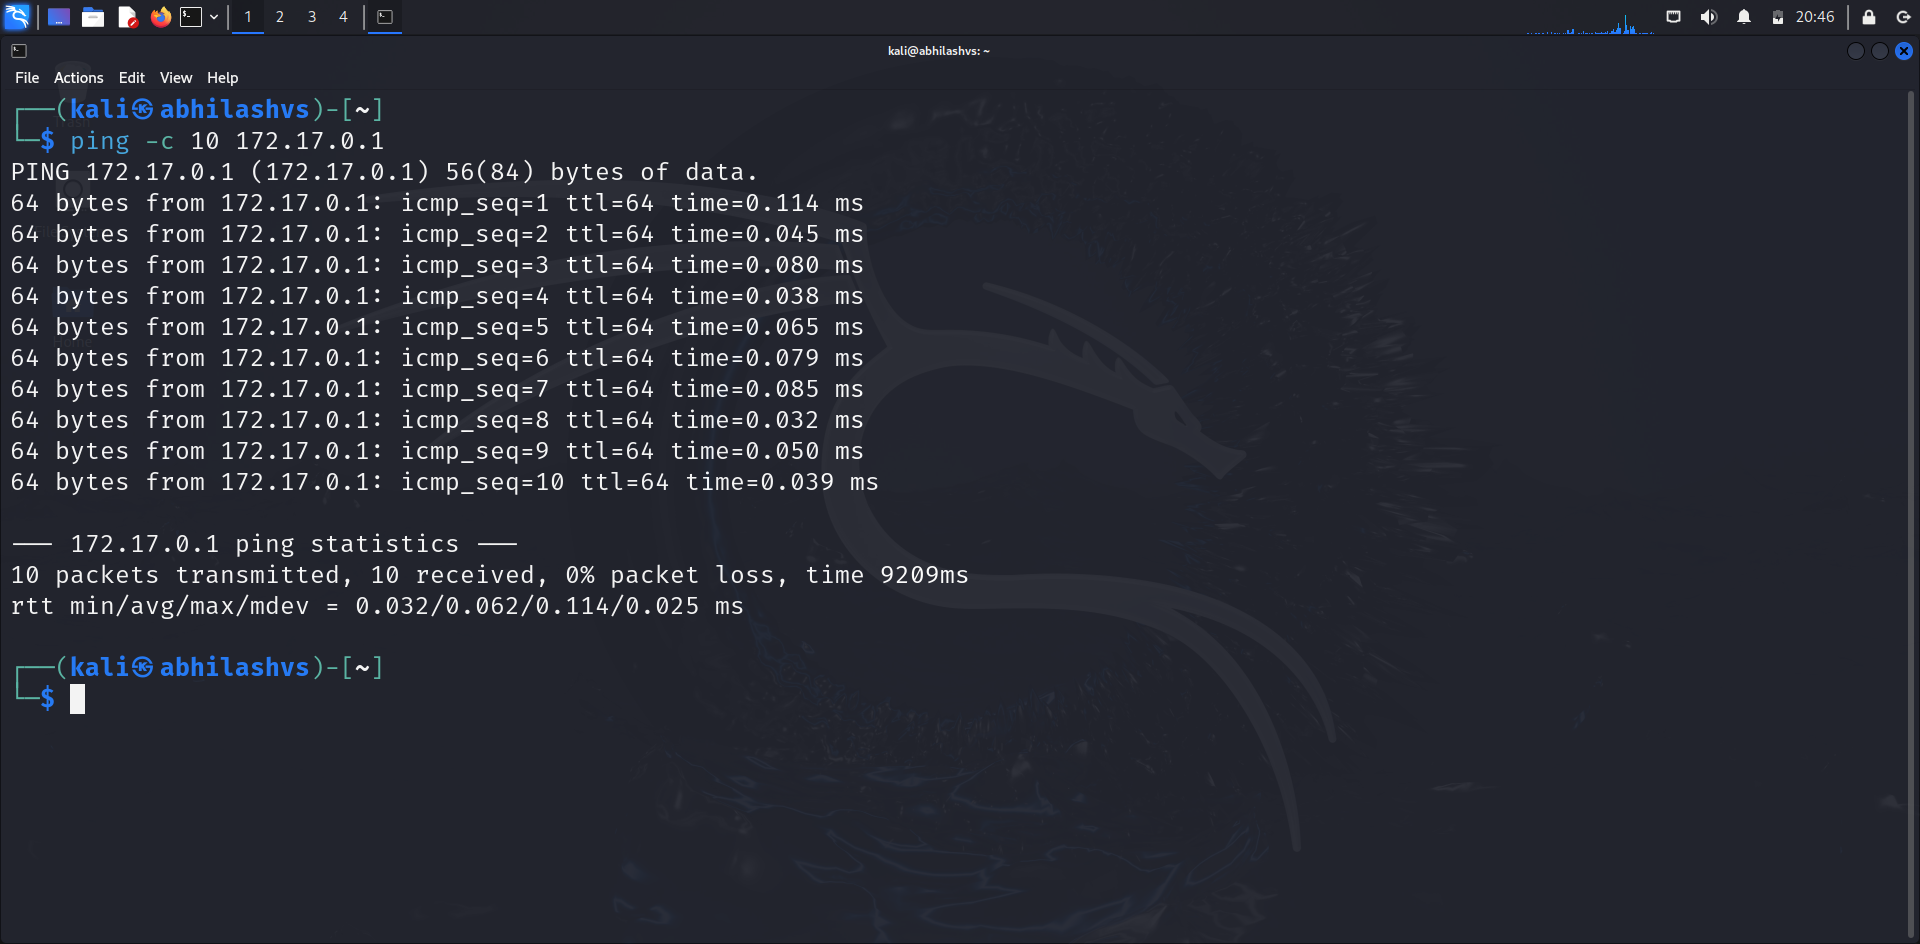 1 2 3 4 20:46
kali@abhilashvs: ~
File Actions Edit View Help
┌──(kali㉿abhilashvs)-[~]
└─$ ping -c 10 172.17.0.1
PING 172.17.0.1 (172.17.0.1) 56(84) bytes of data.
64 bytes from 172.17.0.1: icmp_seq=1 ttl=64 time=0.114 ms
64 bytes from 172.17.0.1: icmp_seq=2 ttl=64 time=0.045 ms
64 bytes from 172.17.0.1: icmp_seq=3 ttl=64 time=0.080 ms
64 bytes from 172.17.0.1: icmp_seq=4 ttl=64 time=0.038 ms
64 bytes from 172.17.0.1: icmp_seq=5 ttl=64 time=0.065 ms
64 bytes from 172.17.0.1: icmp_seq=6 ttl=64 time=0.079 ms
64 bytes from 172.17.0.1: icmp_seq=7 ttl=64 time=0.085 ms
64 bytes from 172.17.0.1: icmp_seq=8 ttl=64 time=0.032 ms
64 bytes from 172.17.0.1: icmp_seq=9 ttl=64 time=0.050 ms
64 bytes from 172.17.0.1: icmp_seq=10 ttl=64 time=0.039 ms
--- 172.17.0.1 ping statistics ---
10 packets transmitted, 10 received, 0% packet loss, time 9209ms
rtt min/avg/max/mdev = 0.032/0.062/0.114/0.025 ms
┌──(kali㉿abhilashvs)-[~]
└─$